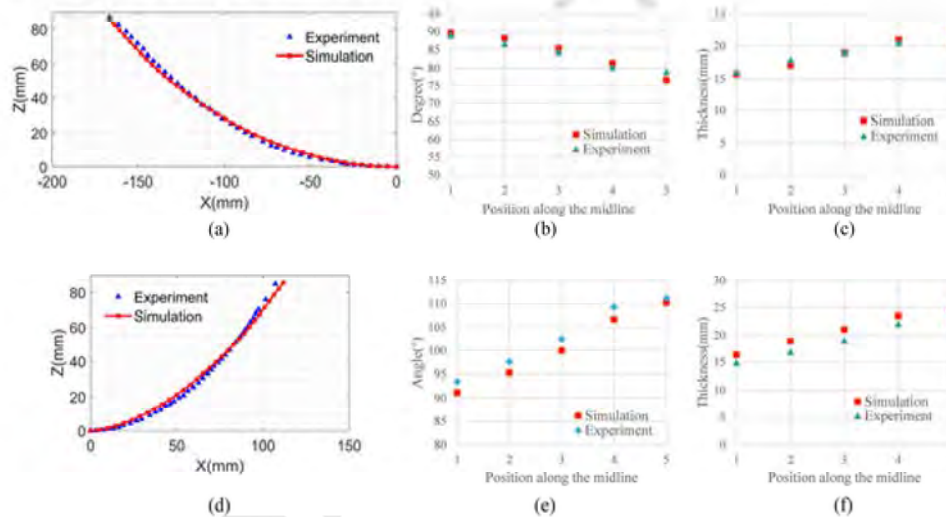 80
60
40
20
0
Z(mm)
Experiment
Simulation
-200 -150 -100 -50 0
X(mm)
(a)
95
90
85
80
75
70
65
60
55
50
Degree(°)
Simulation
Experiment
1 2 3 4 5
Position along the midline
(b)
25
20
15
10
5
0
Thickness(mm)
Simulation
Experiment
1 2 3 4
Position along the midline
(c)
80
60
40
20
0
Z(mm)
Experiment
Simulation
0 50 100 150
X(mm)
(d)
115
110
105
100
95
90
85
80
Angle(°)
Simulation
Experiment
1 2 3 4 5
Position along the midline
(e)
30
25
20
15
10
5
0
Thickness(mm)
Simulation
Experiment
1 2 3 4
Position along the midline
(f)